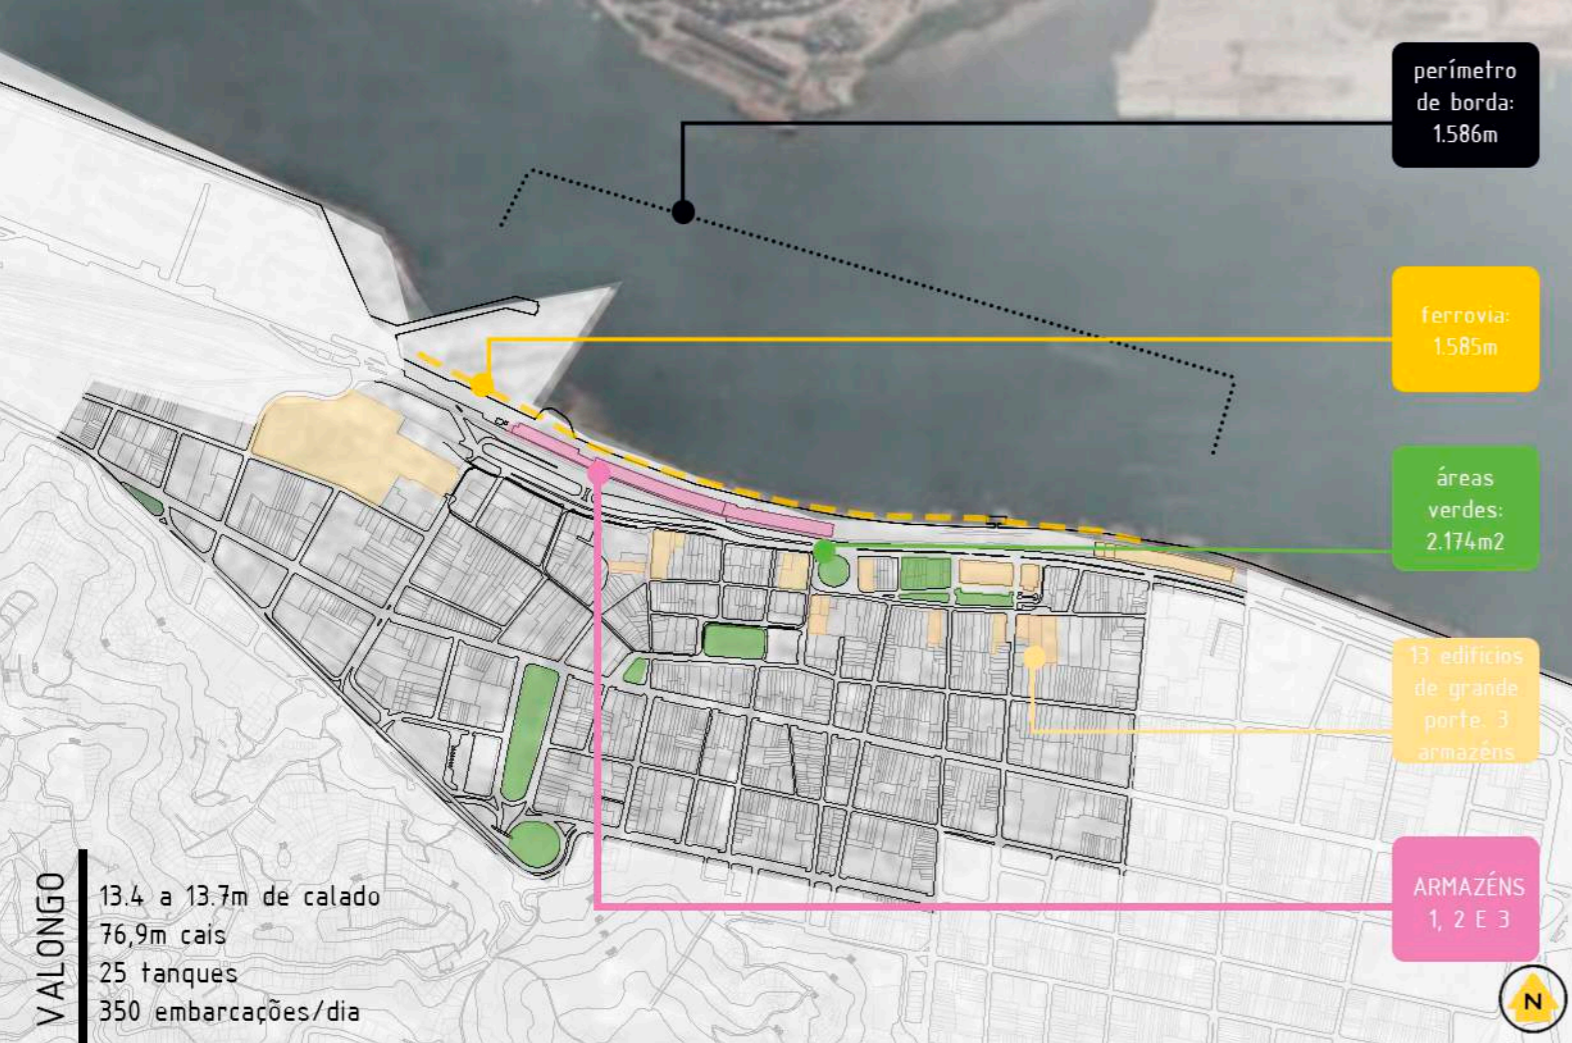 perímetro
de borda:
1.586m
ferrovia:
1.585m
áreas
verdes:
2.174m2
13 edifícios
de grande
porte. 3
armazéns
ARMAZÉNS
1, 2 E 3
VALONGO
13.4 a 13.7m de calado
76,9m cais
25 tanques
350 embarcações/dia
N